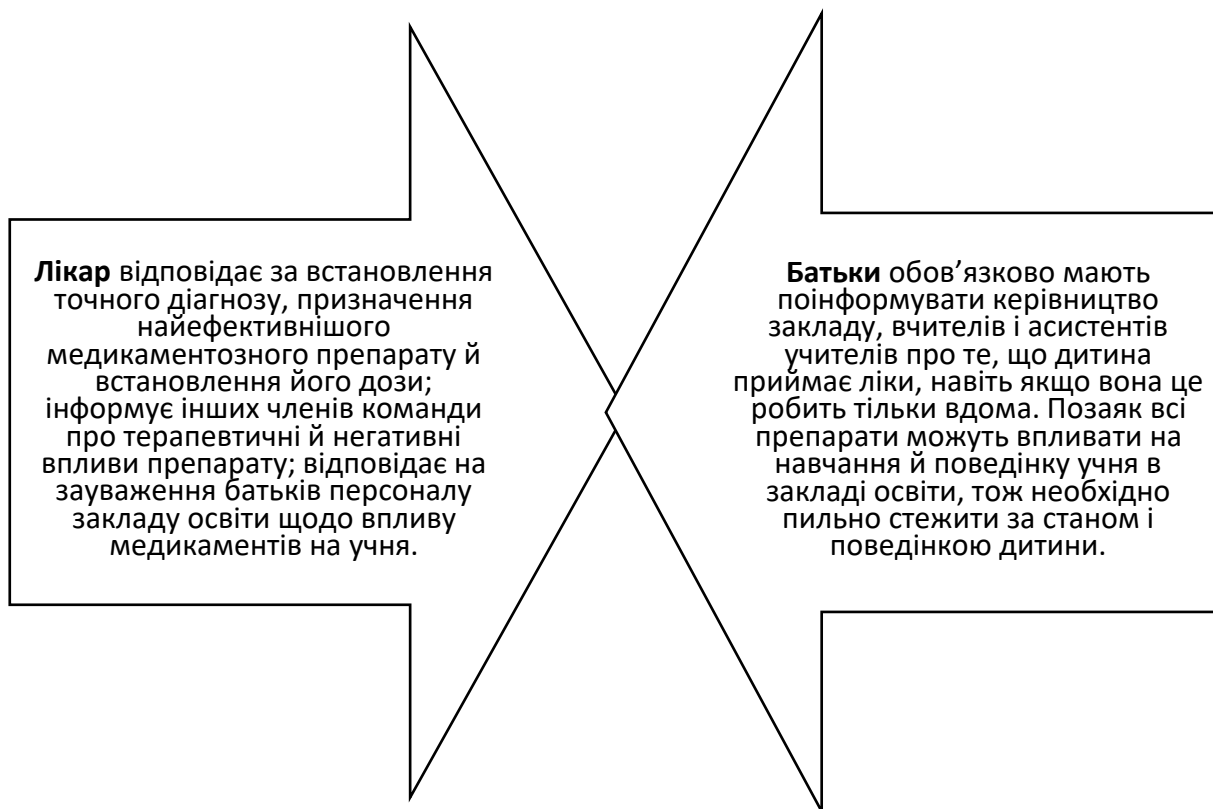 Лікар відповідає за встановлення
точного діагнозу, призначення
найефективнішого
медикаментозного препарату й
встановлення його дози;
інформує інших членів команди
про терапевтичні й негативні
впливи препарату; відповідає на
зауваження батьків персоналу
закладу освіти щодо впливу
медикаментів на учня.
Батьки обов’язково мають
поінформувати керівництво
закладу, вчителів і асистентів
учителів про те, що дитина
приймає ліки, навіть якщо вона це
робить тільки вдома. Позаяк всі
препарати можуть впливати на
навчання й поведінку учня в
закладі освіти, тож необхідно
пильно стежити за станом і
поведінкою дитини.